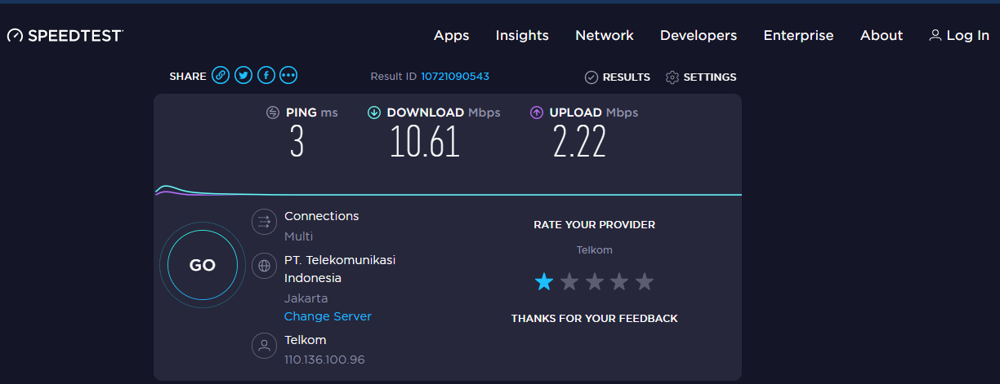 SPEEDTEST
Apps Insights Network Developers Enterprise About Log In
SHARE Result ID 10721090543 RESULTS SETTINGS
PING ms DOWNLOAD Mbps UPLOAD Mbps
3 10.61 2.22
GO
Connections
Multi
PT. Telekomunikasi
Indonesia
Jakarta
Change Server
Telkom
110.136.100.96
RATE YOUR PROVIDER
Telkom
THANKS FOR YOUR FEEDBACK